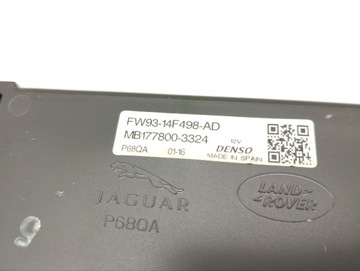 FW93-14F498-AD
MB177800-3324
12V
P68QA 01-16 DENSO
MADE IN SPAIN
JAGUAR
LAND-
ROVER
P68QA